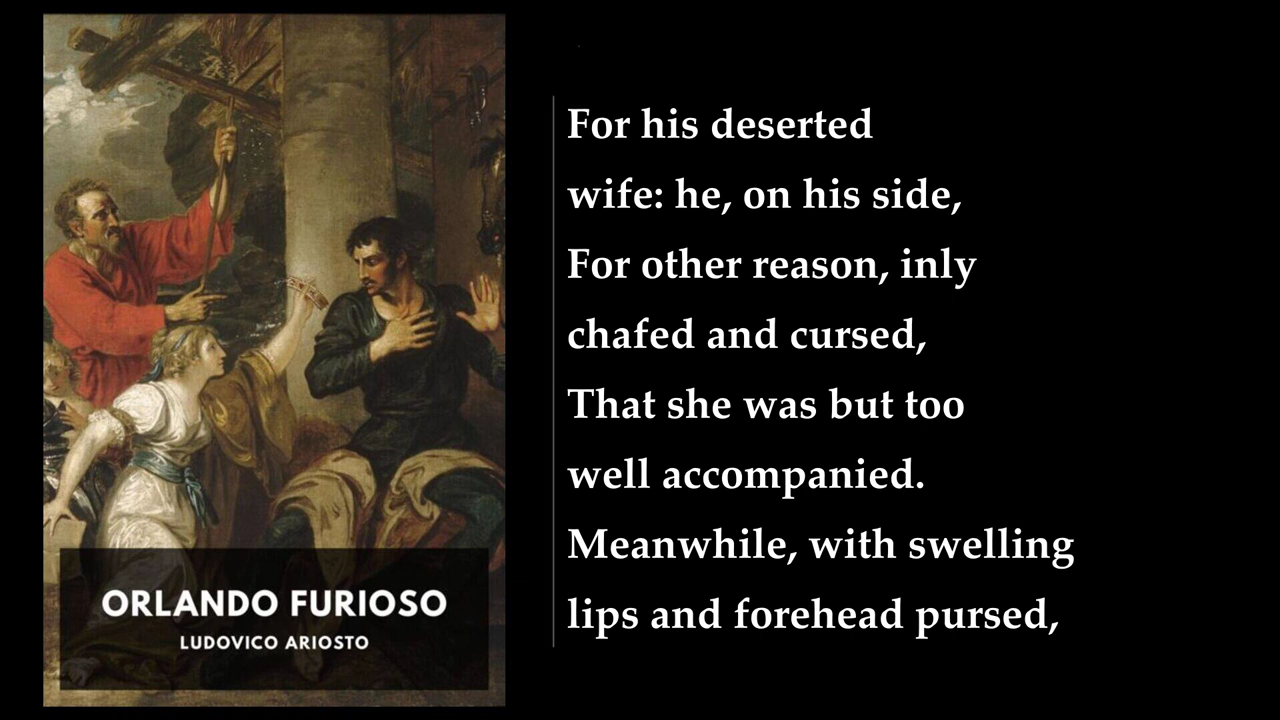 ORLANDO FURIOSO
LUDOVICO ARIOSTO
For his deserted
wife: he, on his side,
For other reason, inly
chafed and cursed,
That she was but too
well accompanied.
Meanwhile, with swelling
lips and forehead pursed,